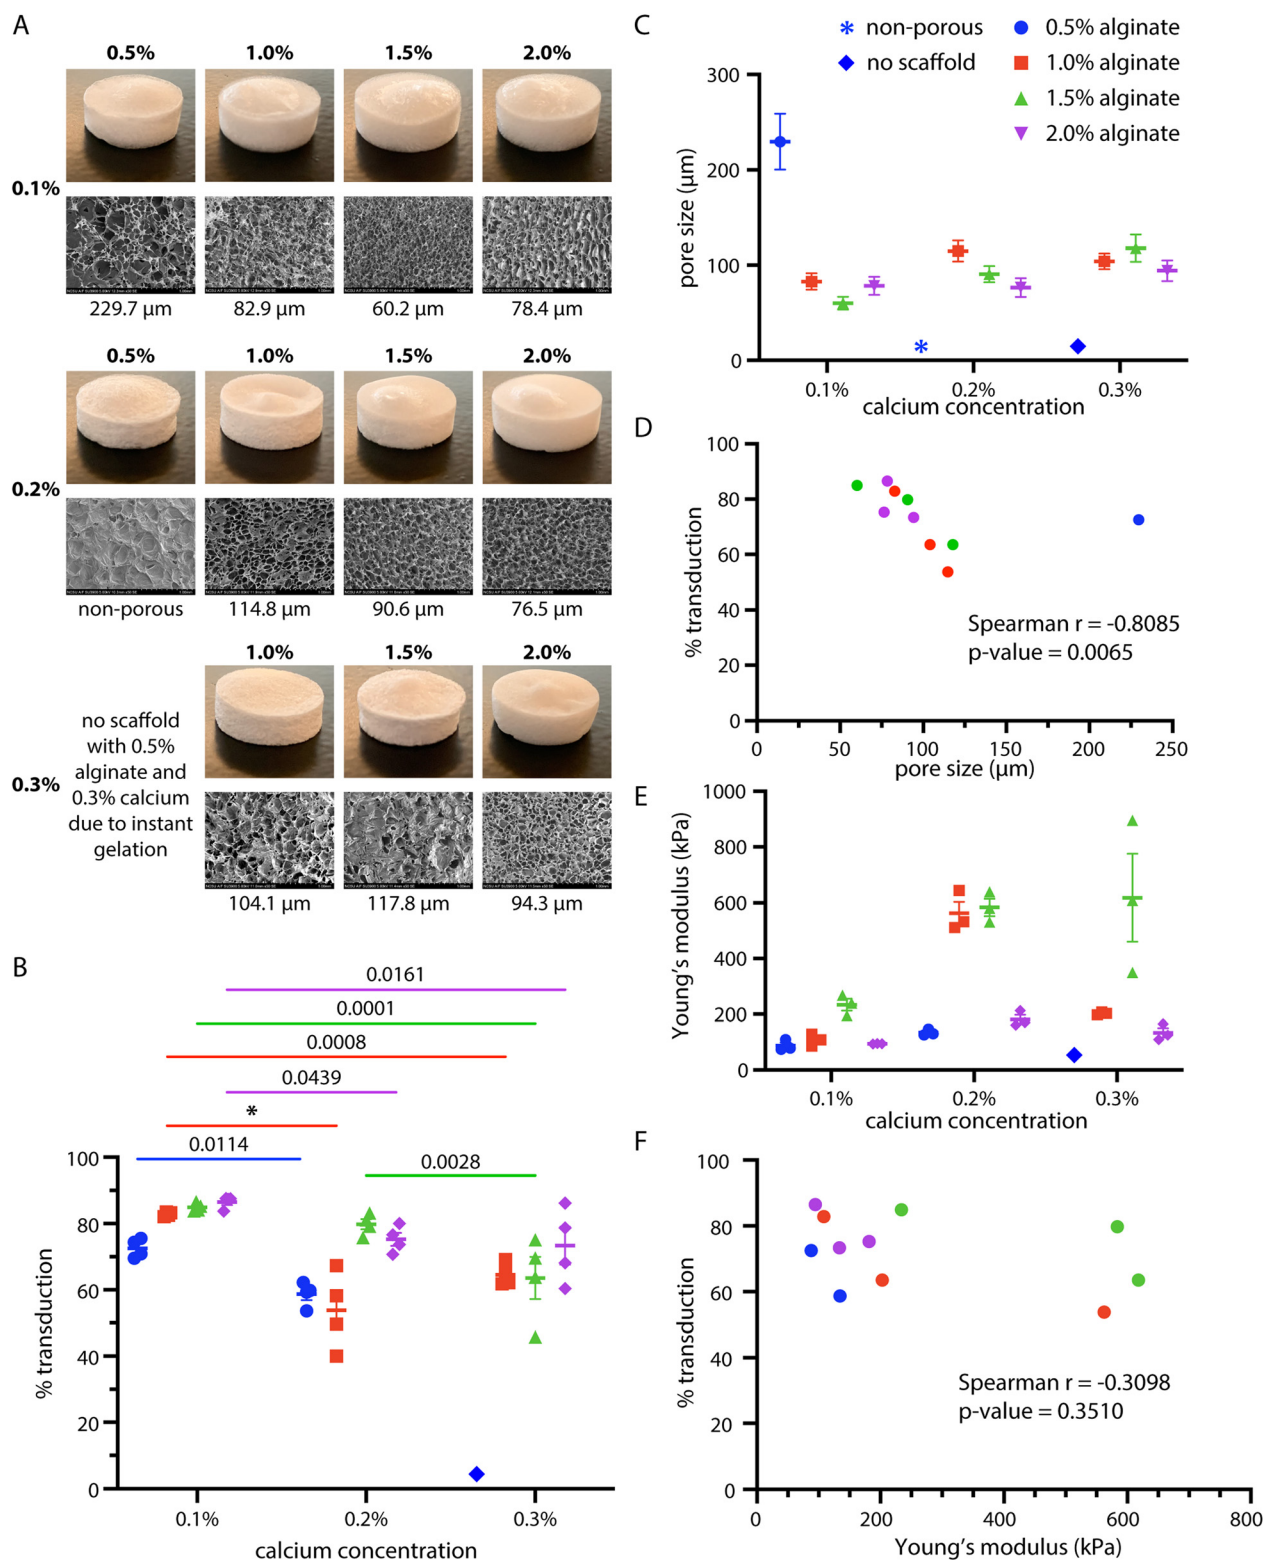 A
0.5%
1.0%
1.5%
2.0%
0.1%
229.7 µm
82.9 µm
60.2 µm
78.4 µm
0.5%
1.0%
1.5%
2.0%
0.2%
non-porous
114.8 µm
90.6 µm
76.5 µm
1.0%
1.5%
2.0%
0.3%
no scaffold
with 0.5%
alginate and
0.3% calcium
due to instant
gelation
104.1 µm
117.8 µm
94.3 µm
B
0.0161
0.0001
0.0008
0.0439
*
0.0114
0.0028
100
80
60
40
20
0
% transduction
0.1%
0.2%
0.3%
calcium concentration
C
* non-porous
no scaffold
0.5% alginate
1.0% alginate
1.5% alginate
2.0% alginate
300
200
100
0
pore size (µm)
*
0.1%
0.2%
0.3%
calcium concentration
D
100
80
60
40
20
0
% transduction
Spearman r = -0.8085
p-value = 0.0065
0
50
100
150
200
250
pore size (µm)
E
1000
800
600
400
200
0
Young's modulus (kPa)
0.1%
0.2%
0.3%
calcium concentration
F
100
80
60
40
20
0
% transduction
Spearman r = -0.3098
p-value = 0.3510
0
200
400
600
800
Young's modulus (kPa)